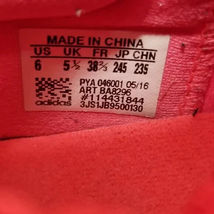 MADE IN CHINA
US UK FR JP CHN
6 5½ 38⅔ 245 235
PYA 046001 05/16
ART BA8296
#114431844
3JS1JB9500130
adidas